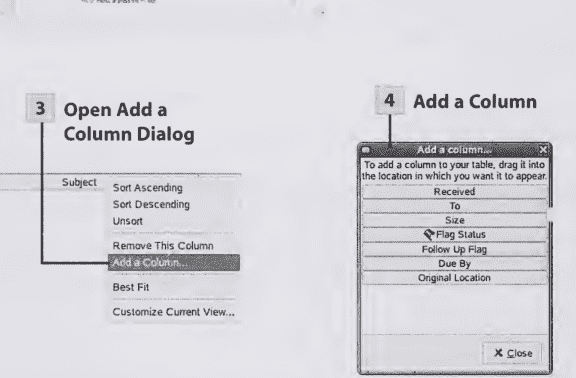 3 Open Add a
Column Dialog
Subject
Sort Ascending
Sort Descending
Unsort
Remove This Column
Add a Column...
Best Fit
Customize Current View...
4 Add a Column
Add a column...
To add a column to your table, drag it into
the location in which you want it to appear.
Received
To
Size
Flag Status
Follow Up Flag
Due By
Original Location
X Close